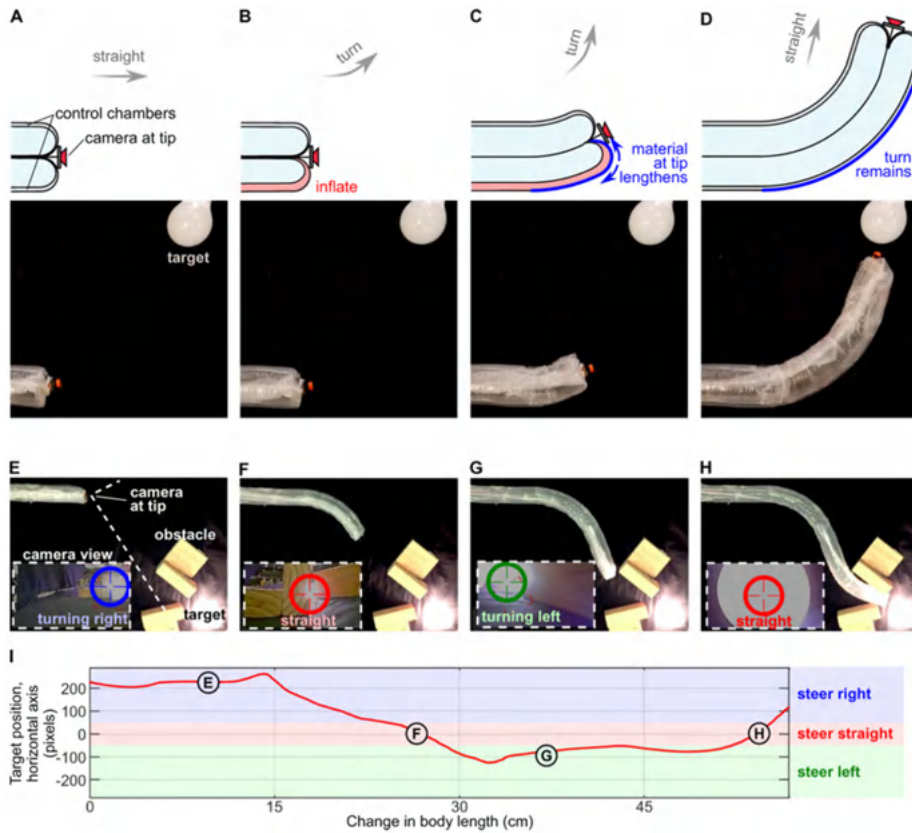 A
B
C
D
straight
turn
turn
straight
control chambers
camera at tip
inflate
material
at tip
lengthens
turn
remains
target
E
F
G
H
camera
at tip
obstacle
camera view
turning right
target
straight
turning left
straight
I
Target position,
horizontal axis
(pixels)
200
100
0
-100
-200
E
F
G
H
steer right
steer straight
steer left
0
15
30
45
Change in body length (cm)